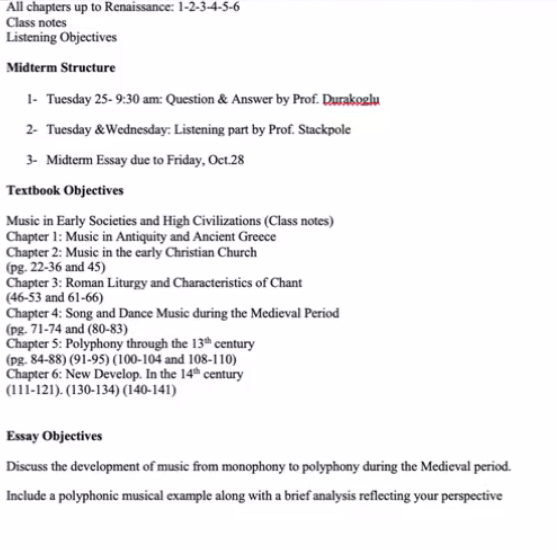 All chapters up to Renaissance: 1-2-3-4-5-6
Class notes
Listening Objectives
Midterm Structure
1- Tuesday 25- 9:30 am: Question & Answer by Prof. Durakoglu
2- Tuesday &Wednesday: Listening part by Prof. Stackpole
3- Midterm Essay due to Friday, Oct.28
Textbook Objectives
Music in Early Societies and High Civilizations (Class notes)
Chapter 1: Music in Antiquity and Ancient Greece
Chapter 2: Music in the early Christian Church
(pg. 22-36 and 45)
Chapter 3: Roman Liturgy and Characteristics of Chant
(46-53 and 61-66)
Chapter 4: Song and Dance Music during the Medieval Period
(pg. 71-74 and (80-83)
Chapter 5: Polyphony through the 13th century
(pg. 84-88) (91-95) (100-104 and 108-110)
Chapter 6: New Develop. In the 14th century
(111-121). (130-134) (140-141)
Essay Objectives
Discuss the development of music from monophony to polyphony during the Medieval period.
Include a polyphonic musical example along with a brief analysis reflecting your perspective